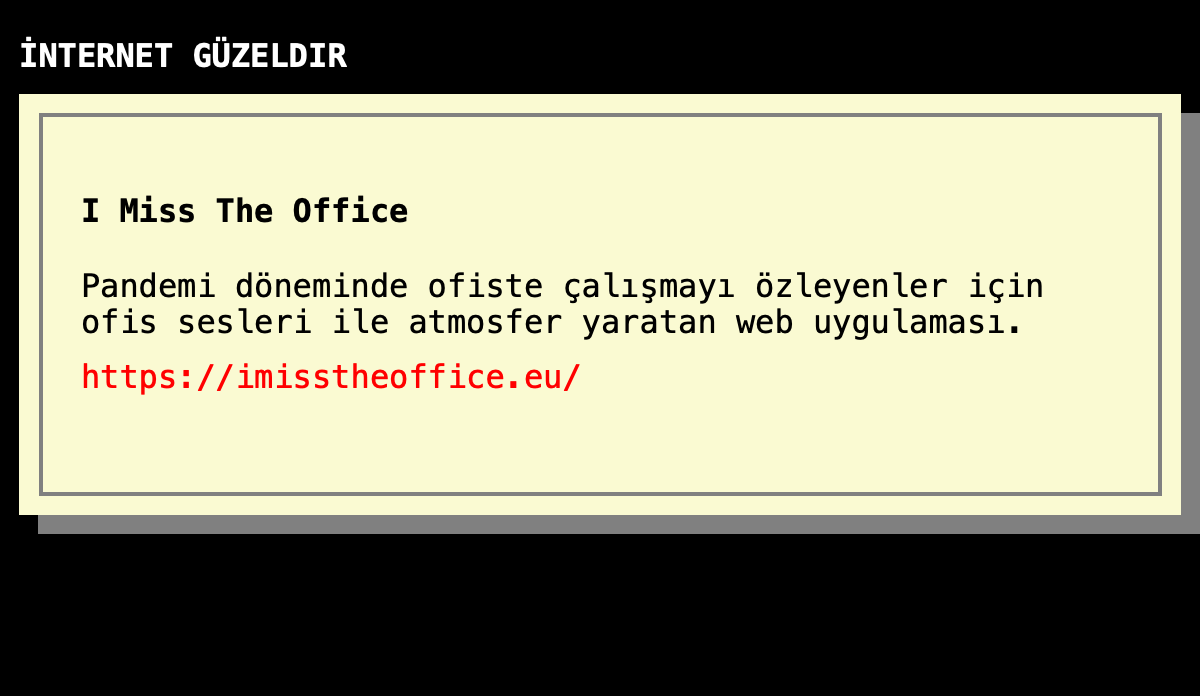 İNTERNET GÜZELDIR
I Miss The Office
Pandemi döneminde ofiste çalışmayı özleyenler için
ofis sesleri ile atmosfer yaratan web uygulaması.
https://imisstheoffice.eu/